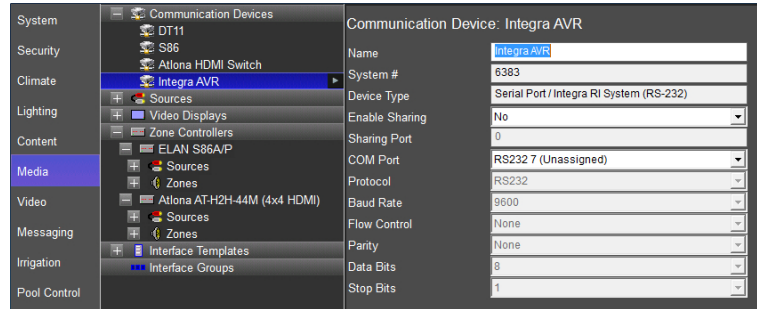 System
Security
Climate
Lighting
Content
Media
Video
Messaging
Irrigation
Pool Control
Communication Devices
DT11
S86
Atlona HDMI Switch
Integra AVR
Sources
Video Displays
Zone Controllers
ELAN S86A/P
Sources
Zones
Atlona AT-H2H-44M (4x4 HDMI)
Sources
Zones
Interface Templates
Interface Groups
Communication Device: Integra AVR
Name Integra AVR
System # 6383
Device Type Serial Port / Integra RI System (RS-232)
Enable Sharing No
Sharing Port 0
COM Port RS232 7 (Unassigned)
Protocol RS232
Baud Rate 9600
Flow Control None
Parity None
Data Bits 8
Stop Bits 1